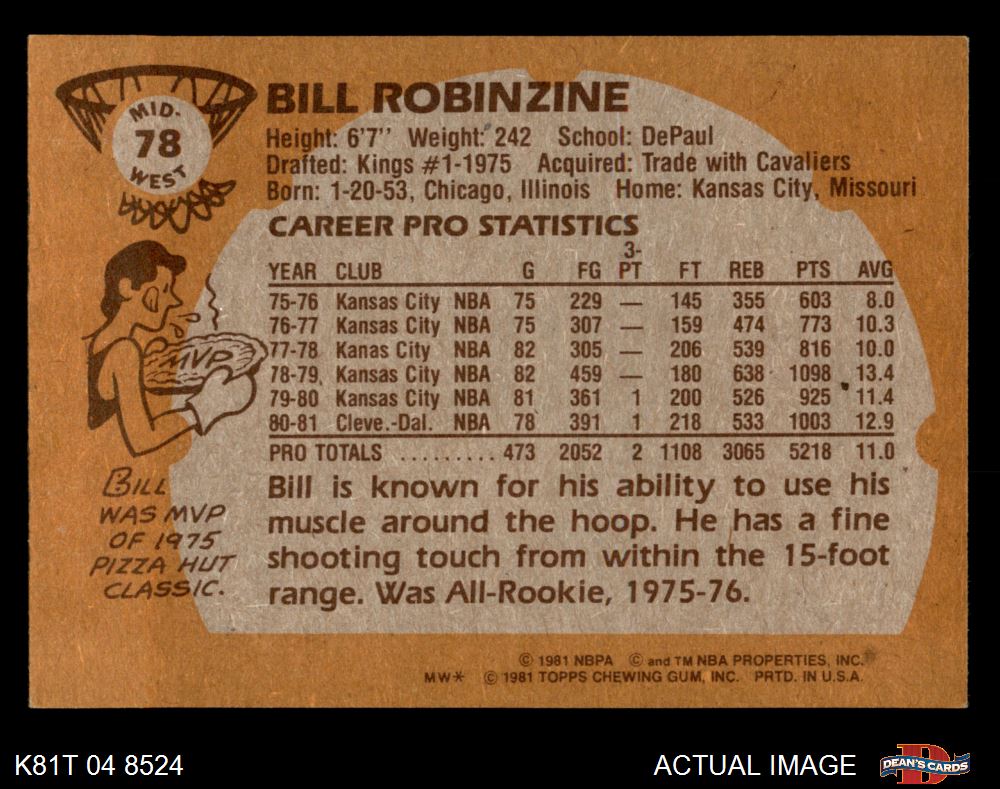 MID-
78
WEST
BILL ROBINZINE
Height: 6'7'' Weight: 242 School: DePaul
Drafted: Kings #1-1975 Acquired: Trade with Cavaliers
Born: 1-20-53, Chicago, Illinois Home: Kansas City, Missouri
CAREER PRO STATISTICS
YEAR CLUB G FG 3-PT FT REB PTS AVG
75-76 Kansas City NBA 75 229 — 145 355 603 8.0
76-77 Kansas City NBA 75 307 — 159 474 773 10.3
77-78 Kanas City NBA 82 305 — 206 539 816 10.0
78-79, Kansas City NBA 82 459 — 180 638 1098 13.4
79-80 Kansas City NBA 81 361 1 200 526 925 11.4
80-81 Cleve.-Dal. NBA 78 391 1 218 533 1003 12.9
PRO TOTALS ......... 473 2052 2 1108 3065 5218 11.0
MVP
BILL
WAS MVP
OF 1975
PIZZA HUT
CLASSIC.
Bill is known for his ability to use his
muscle around the hoop. He has a fine
shooting touch from within the 15-foot
range. Was All-Rookie, 1975-76.
© 1981 NBPA © and TM NBA PROPERTIES, INC.
MW* © 1981 TOPPS CHEWING GUM, INC. PRTD. IN U.S.A.
K81T 04 8524
ACTUAL IMAGE
D
DEAN'S CARDS